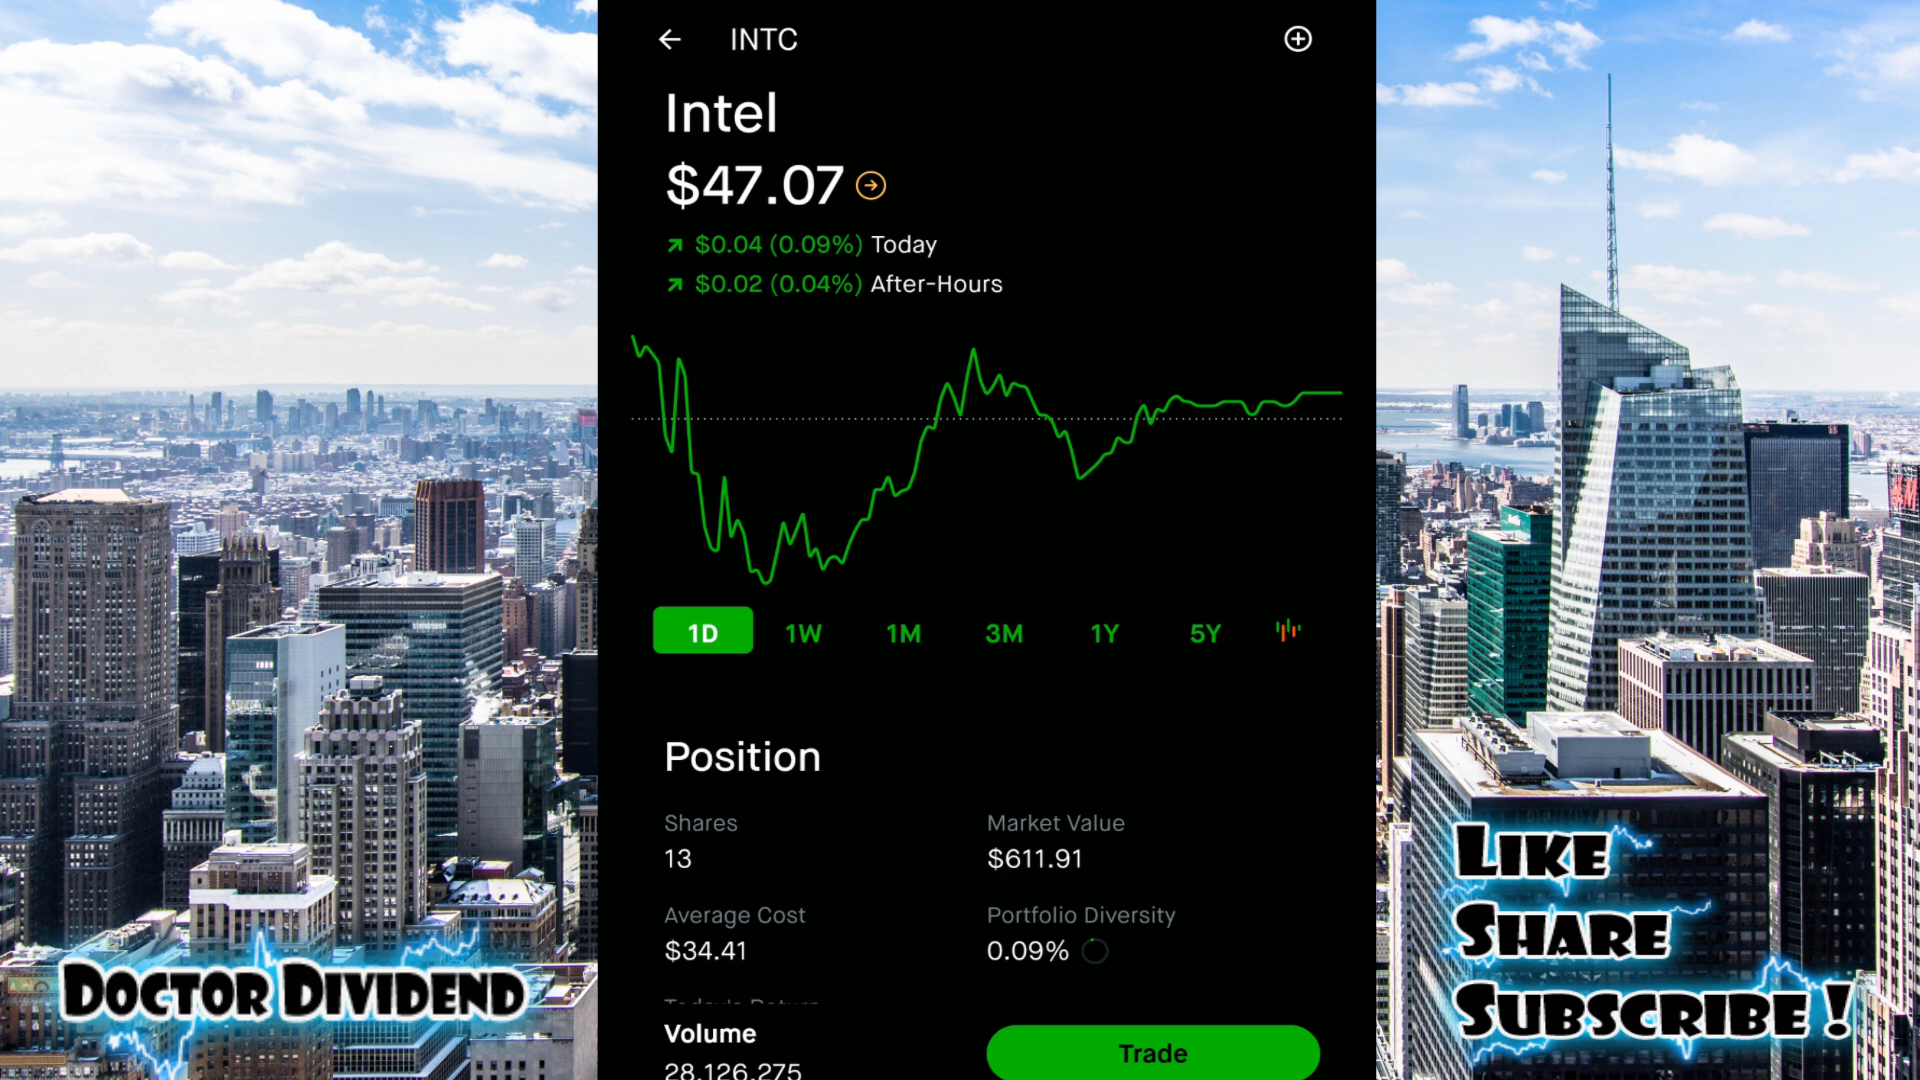 INTC
Intel
$47.07
$0.04 (0.09%) Today
$0.02 (0.04%) After-Hours
1D 1W 1M 3M 1Y 5Y
Position
Shares Market Value
13 $611.91
Average Cost Portfolio Diversity
$34.41 0.09%
Today's Return
Volume
28,126,275
Trade
DOCTOR DIVIDEND
LIKE
SHARE
SUBSCRIBE !